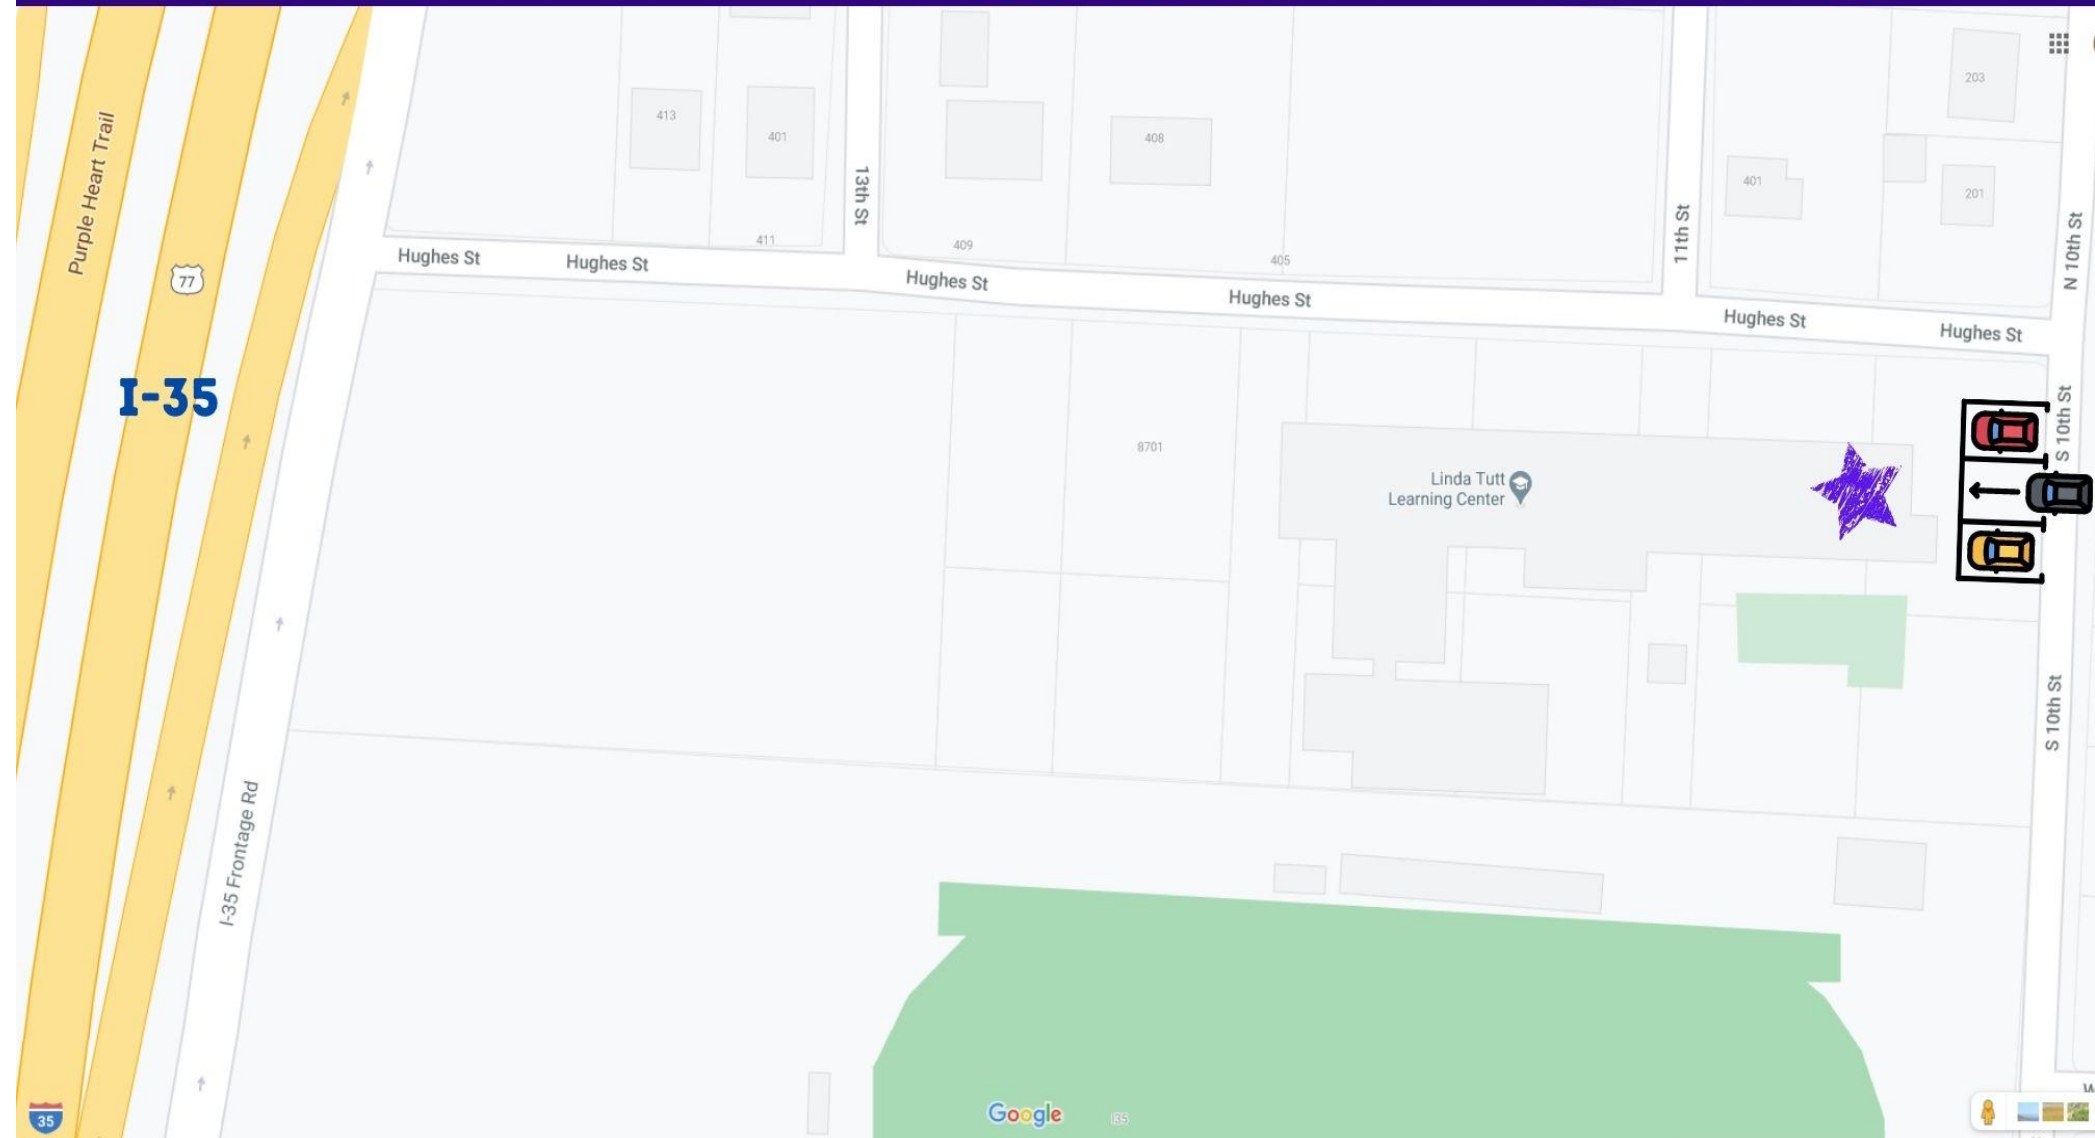 203
413
401
408
Purple Heart Trail
13th St
401
201
11th St
N 10th St
411
409
405
Hughes St
Hughes St
Hughes St
Hughes St
Hughes St
Hughes St
77
I-35
S 10th St
8701
Linda Tutt
Learning Center
S 10th St
I-35 Frontage Rd
35
Google
I35